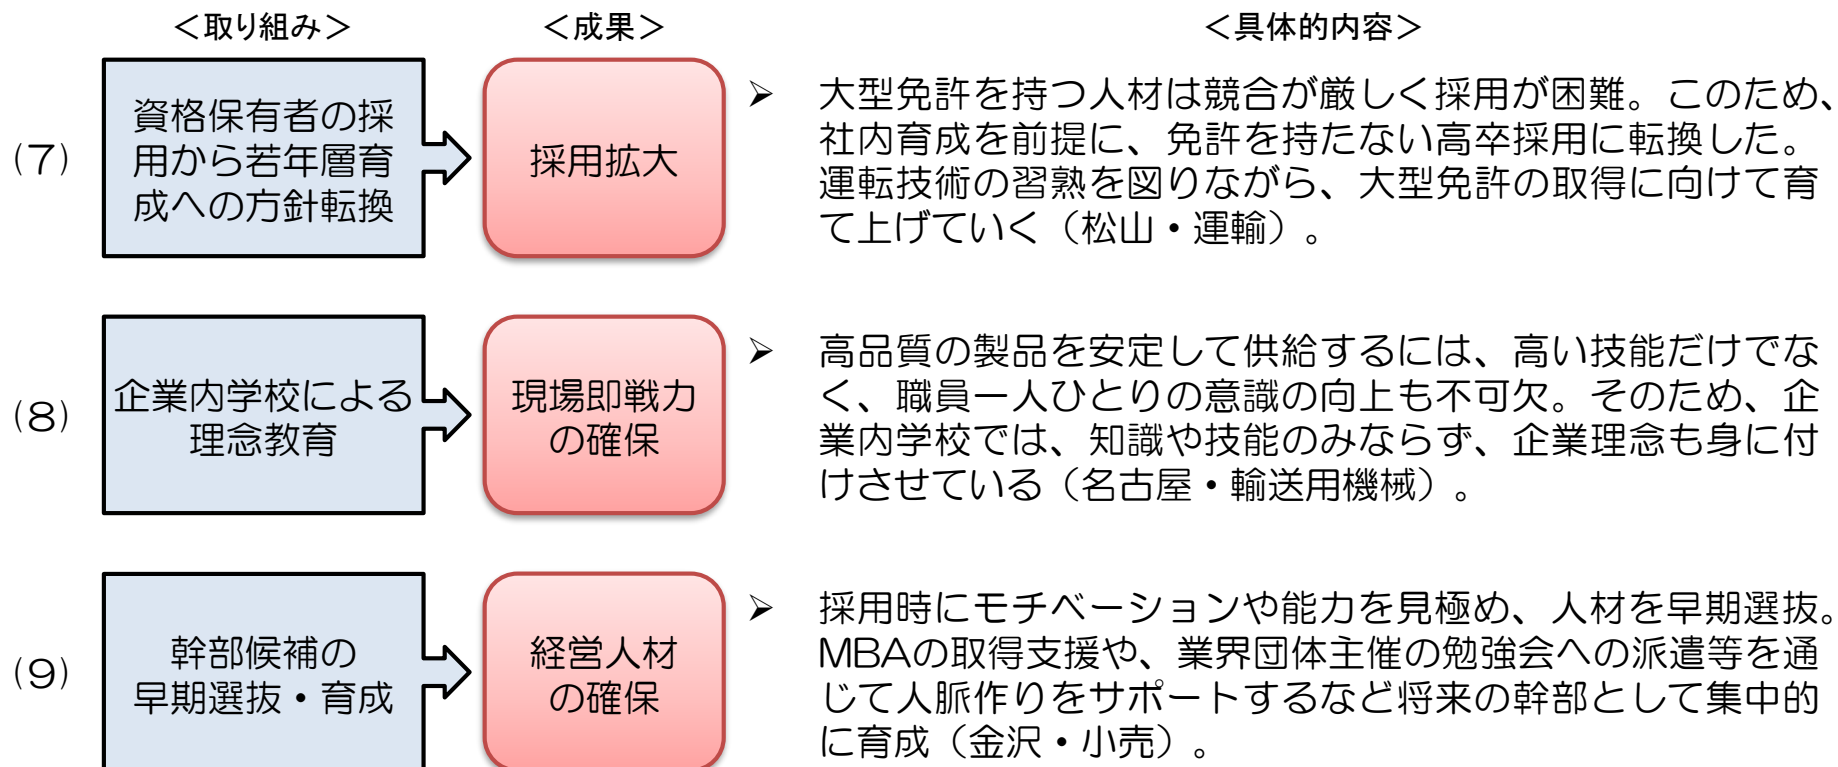 ＜取り組み＞
＜成果＞
＜具体的内容＞
(7)
資格保有者の採
用から若年層育
成への方針転換
採用拡大
➢ 大型免許を持つ人材は競合が厳しく採用が困難。このため、
社内育成を前提に、免許を持たない高卒採用に転換した。
運転技術の習熟を図りながら、大型免許の取得に向けて育
て上げていく（松山・運輸）。
(8)
企業内学校による
理念教育
現場即戦力
の確保
➢ 高品質の製品を安定して供給するには、高い技能だけでな
く、職員一人ひとりの意識の向上も不可欠。そのため、企
業内学校では、知識や技能のみならず、企業理念も身に付
けさせている（名古屋・輸送用機械）。
(9)
幹部候補の
早期選抜・育成
経営人材
の確保
➢ 採用時にモチベーションや能力を見極め、人材を早期選抜。
MBAの取得支援や、業界団体主催の勉強会への派遣等を通
じて人脈作りをサポートするなど将来の幹部として集中的
に育成（金沢・小売）。